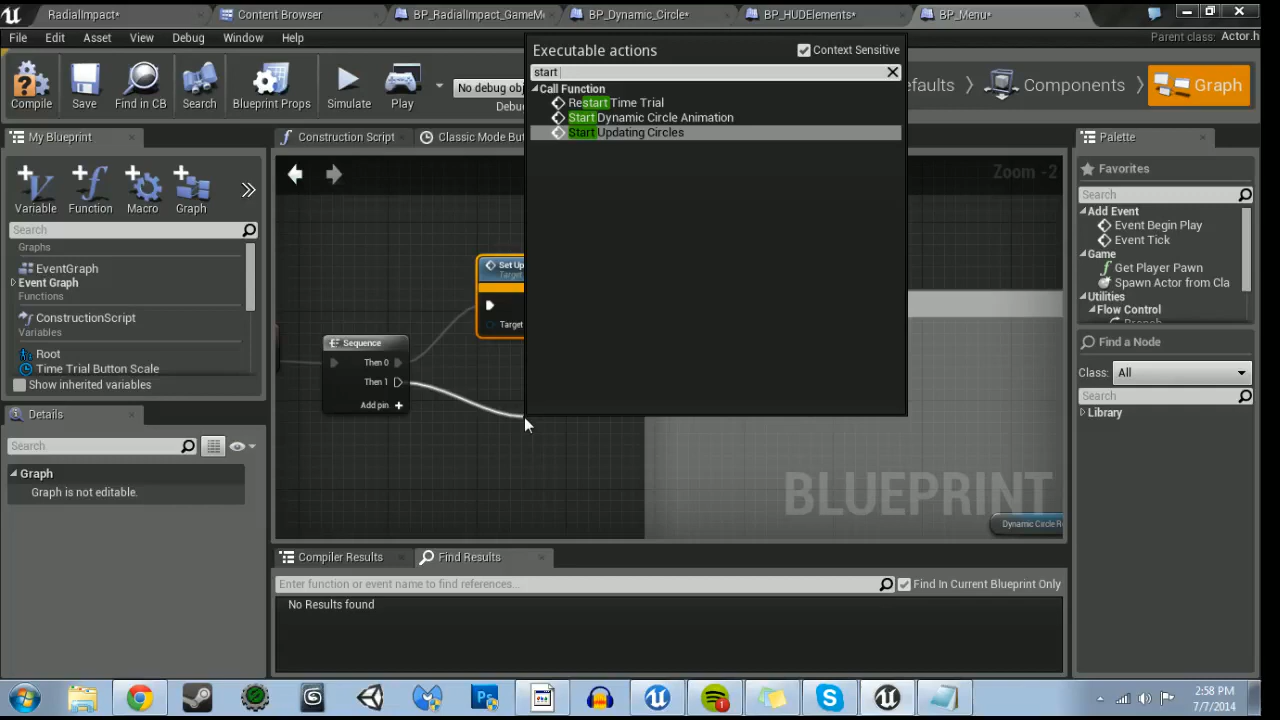 RadialImpact*
Content Browser
BP_RadialImpact_GameM
BP_Dynamic_Circle*
BP_HUDElements*
BP_Menu*
File Edit Asset View Debug Window Help
Parent class: Actor.h
Compile
Save
Find in CB
Search
Blueprint Props
Simulate
Play
No debug obj
Debu
efaults
Components
Graph
Executable actions
Context Sensitive
start
Call Function
Restart Time Trial
Start Dynamic Circle Animation
Start Updating Circles
My Blueprint
Variable
Function
Macro
Graph
Search
Graphs
EventGraph
Event Graph
Functions
ConstructionScript
Variables
Root
Time Trial Button Scale
Show inherited variables
Details
Search
Graph
Graph is not editable.
Construction Script
Classic Mode But
Zoom -2
Set Up
Target
Target
Sequence
Then 0
Then 1
Add pin
BLUEPRINT
Dynamic Circle R
Compiler Results
Find Results
Enter function or event name to find references...
Find In Current Blueprint Only
No Results found
Palette
Favorites
Search
Add Event
Event Begin Play
Event Tick
Game
Get Player Pawn
Spawn Actor from Cla
Utilities
Flow Control
Find a Node
Class: All
Search
Library
2:58 PM
7/7/2014